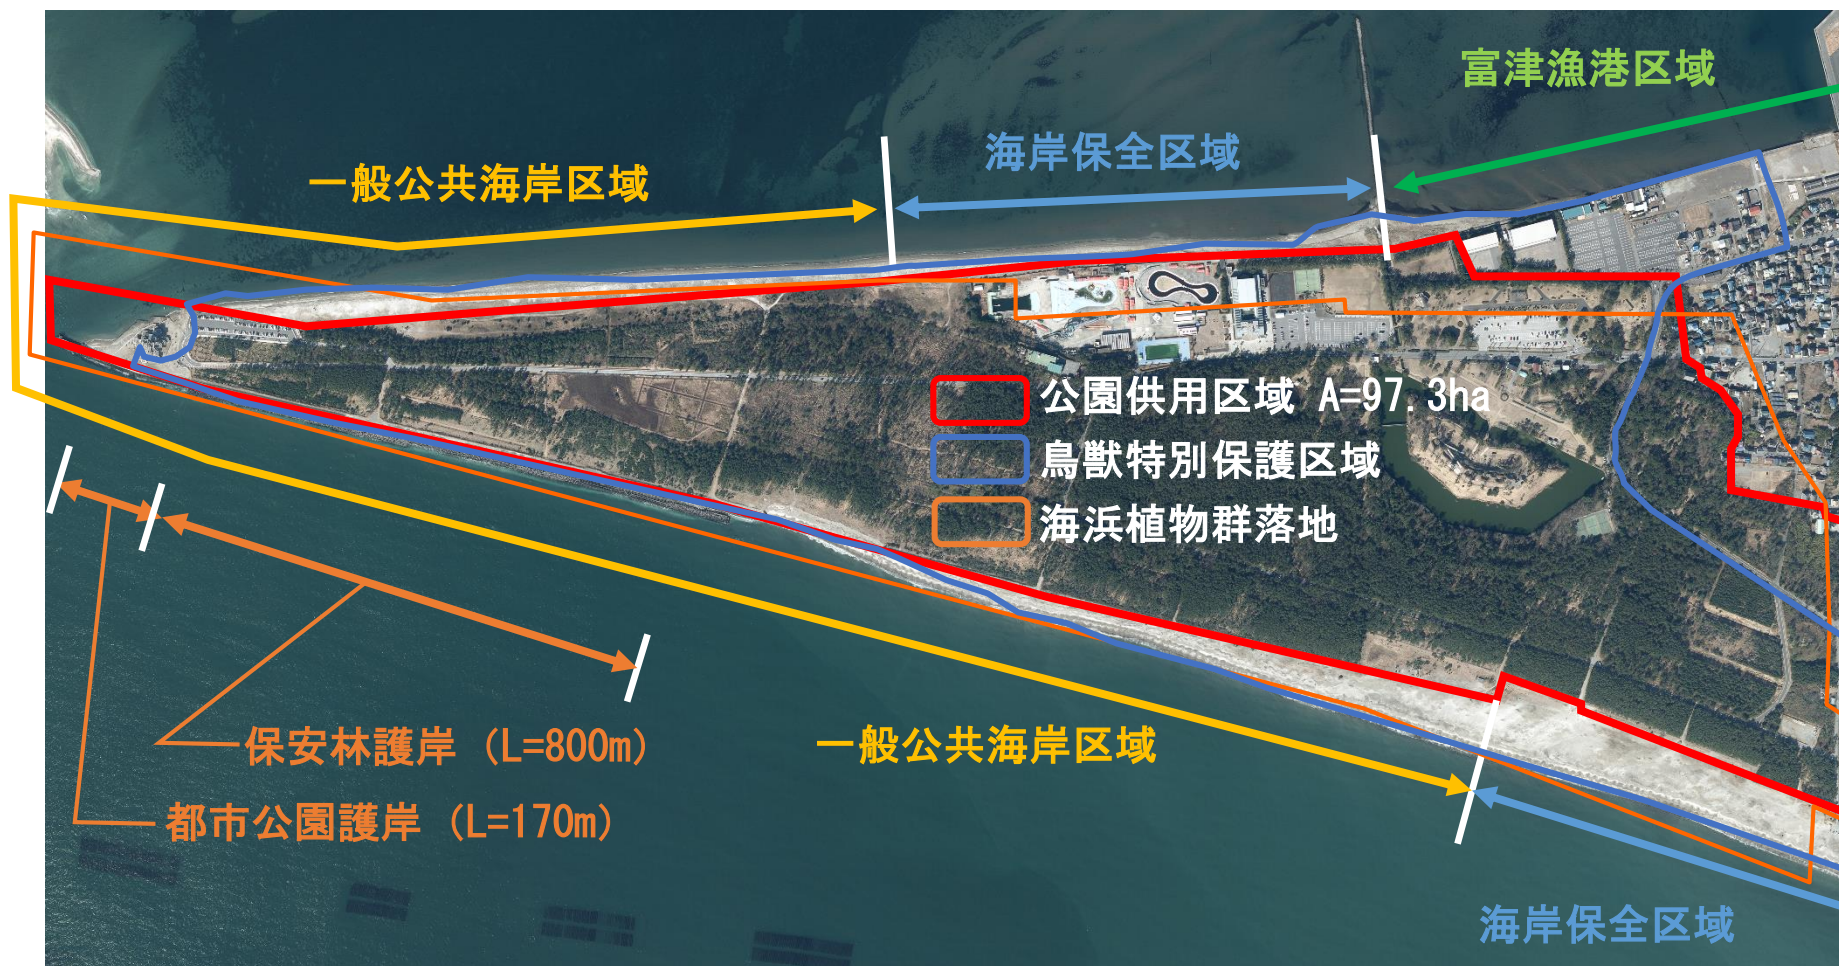 富津漁港区域
海岸保全区域
一般公共海岸区域
公園供用区域 A=97.3ha
鳥獣特別保護区域
海浜植物群落地
保安林護岸（L=800m）
一般公共海岸区域
都市公園護岸（L=170m）
海岸保全区域